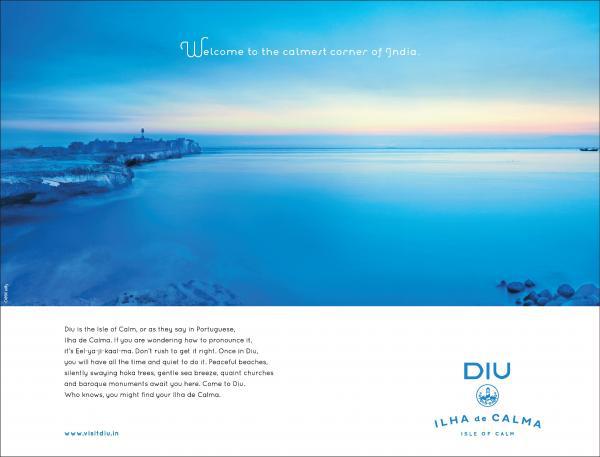 Welcome to the calmest corner of India.
Diu is the Isle of Calm, or as they say in Portuguese,
Ilha de Calma. If you are wondering how to pronounce it,
it's Eel-ya-ji-kaal-ma. Don't rush to get it right. Once in Diu,
you will have all the time and quiet to do it. Peaceful beaches,
silently swaying hoka trees, gentle sea breeze, quaint churches
and baroque monuments await you here. Come to Diu.
Who knows, you might find your Ilha de Calma.
www.visitdiu.in
DIU
ILHA de CALMA
ISLE OF CALM